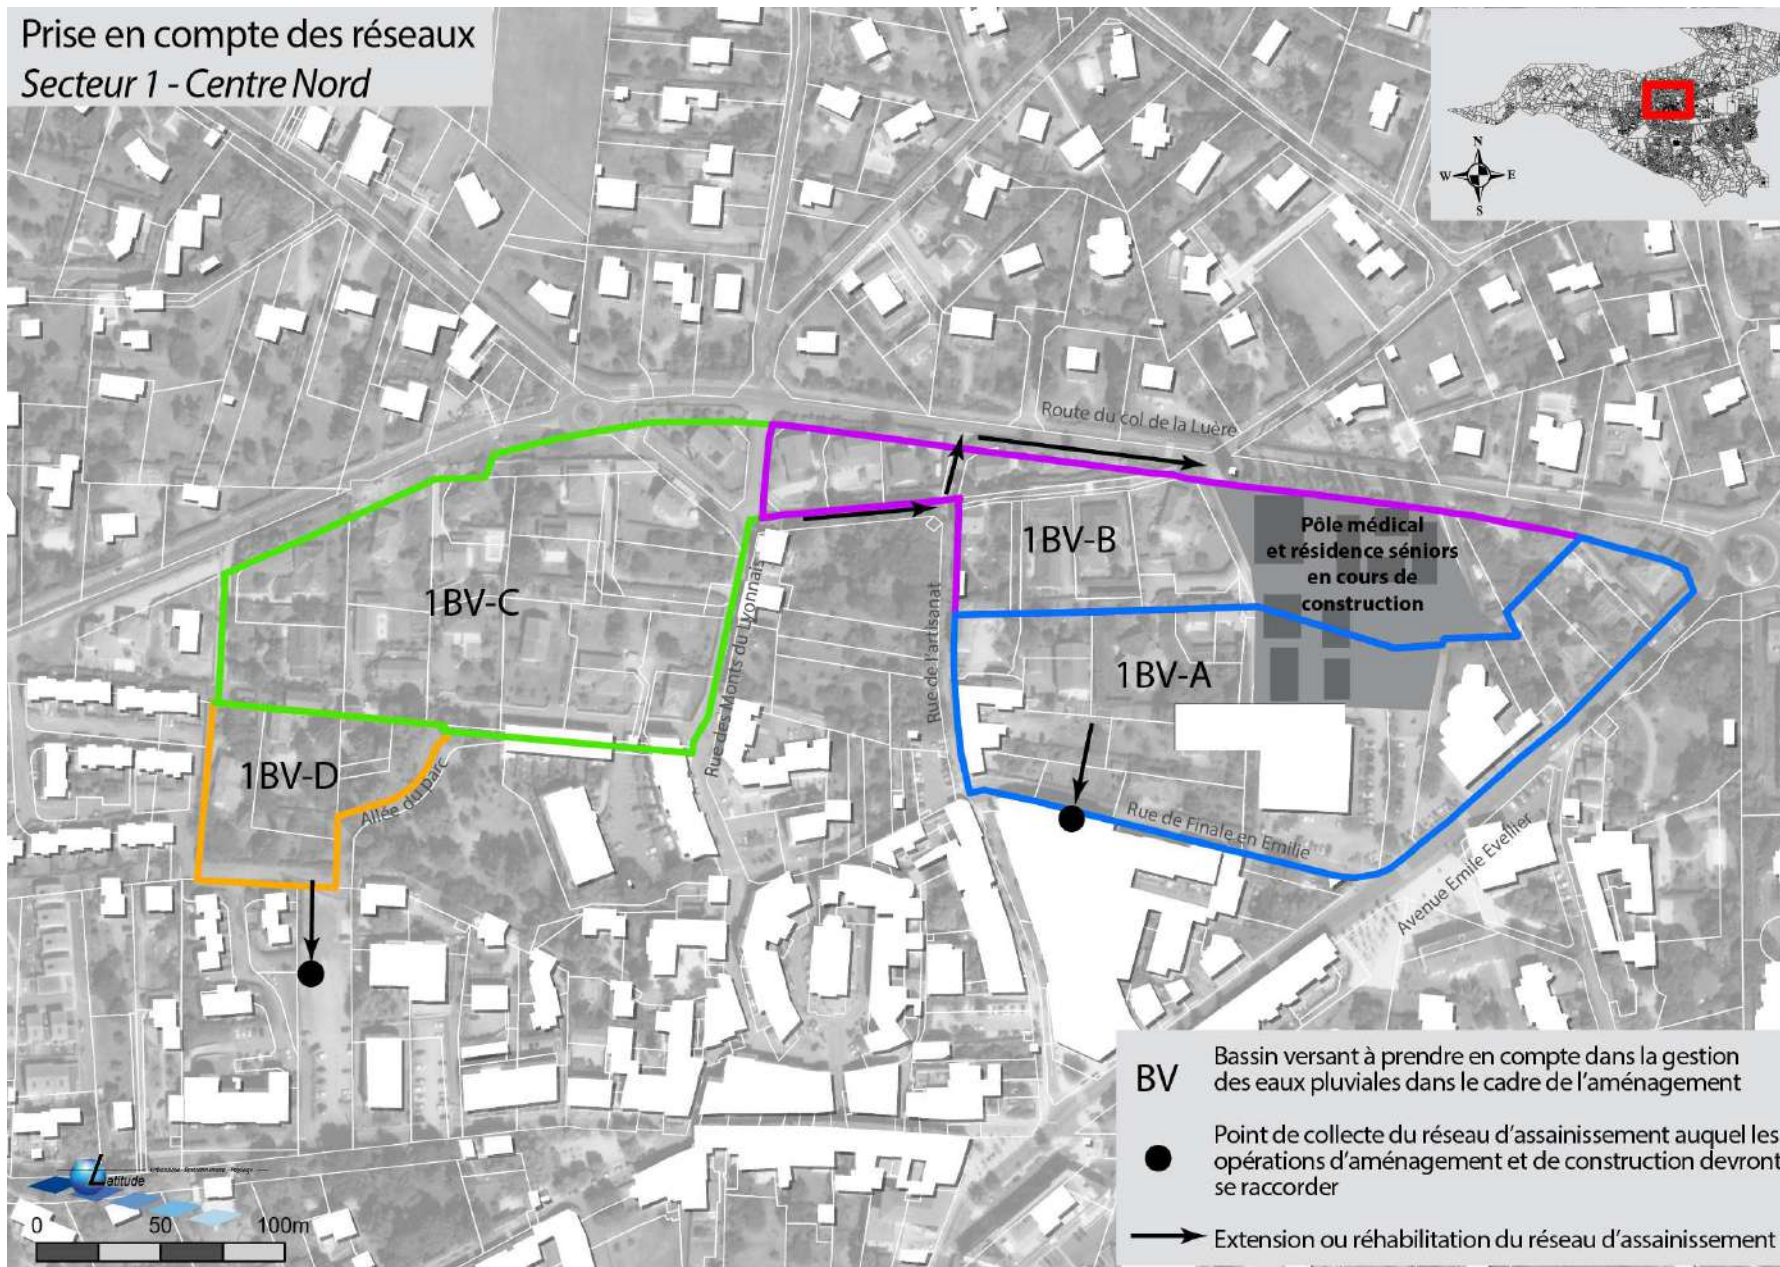 Prise en compte des réseaux
Secteur 1 - Centre Nord
N
W E
S
Route du col de la Luère
Pôle médical
et résidence séniors
en cours de
construction
1BV-B
1BV-C
1BV-A
1BV-D
Rue des Monts du Lyonnais
Rue de l'artisanat
Allée du parc
Rue de Finale en Emilie
Avenue Emile Evellier
BV
Bassin versant à prendre en compte dans la gestion
des eaux pluviales dans le cadre de l'aménagement
Point de collecte du réseau d'assainissement auquel les
opérations d'aménagement et de construction devront
se raccorder
Extension ou réhabilitation du réseau d'assainissement
Latitude
0 50 100m